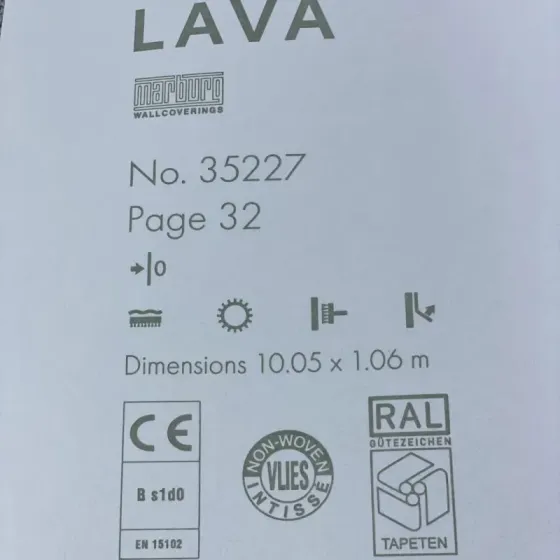 LAVA
marburg
WALLCOVERINGS
No. 35227
Page 32
0
Dimensions 10.05 x 1.06 m
CE
B s1d0
EN 15102
NON-WOVEN
VLIES
INTISSE
RAL
GÜTEZEICHEN
TAPETEN